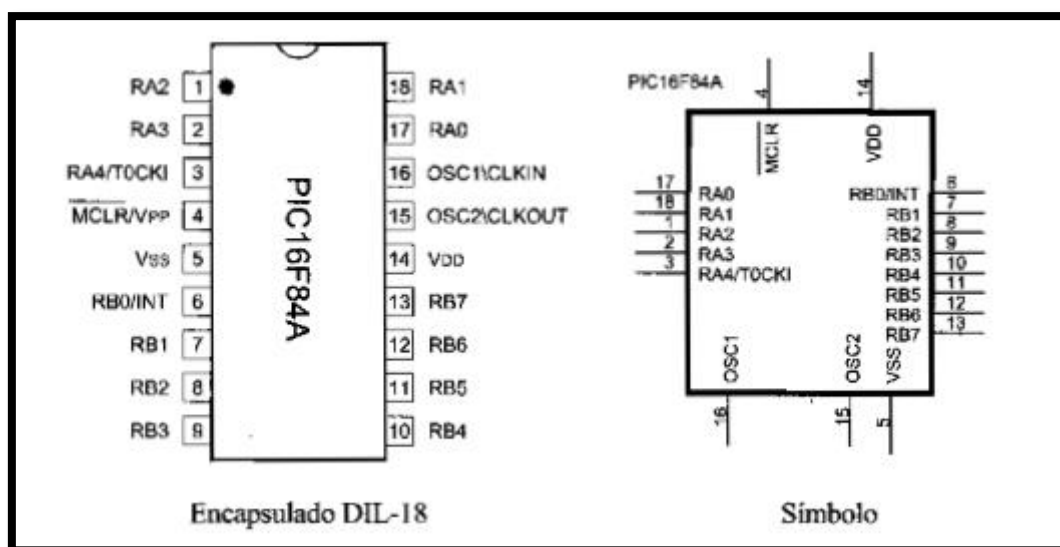 RA2 1 18 RA1
RA3 2 17 RA0
RA4/T0CKI 3 16 OSC1\CLKIN
MCLR/VPP 4 15 OSC2\CLKOUT
VSS 5 14 VDD
RB0/INT 6 13 RB7
RB1 7 12 RB6
RB2 8 11 RB5
RB3 9 10 RB4
PIC16F84A
Encapsulado DIL-18
PIC16F84A
4 14
MCLR VDD
17 RA0
18 RA1
1 RA2
2 RA3
3 RA4/T0CKI
RB0/INT 6
RB1 7
RB2 8
RB3 9
RB4 10
RB5 11
RB6 12
RB7 13
OSC1 OSC2 VSS
16 15 5
Símbolo